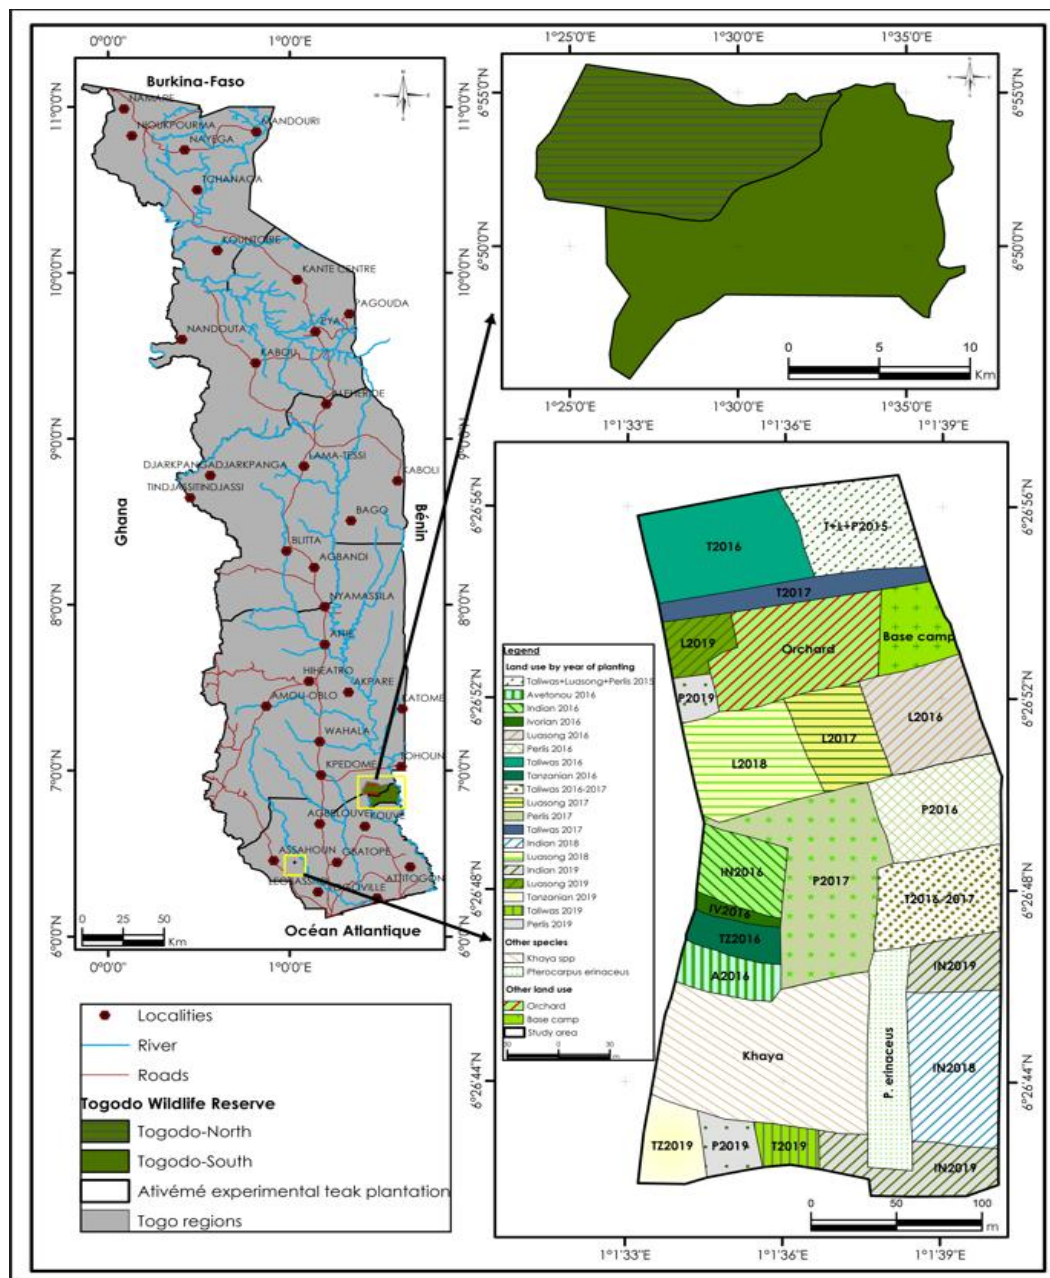 0°0'0"
1°0'0"E
11°0'0"N
10°0'0"N
9°0'0"N
8°0'0"N
7°0'0"N
6°0'0"N
Burkina-Faso
NAMARE
NIOUKPOURMA
MANDOURI
NAYEGA
TCHANAGA
KOUNTOIRE
KANTE CENTRE
PAGOUDA
NANDOUTA
KABOU
ALEHERIDE
LAMA-TESSI
DJARKPANGADJARKPANGA
KABOLI
TINDJASSITINDJASSI
Ghana
Bénin
BAGO
BLITTA
AGBANDI
NYAMASSILA
ANIE
HIHEATRO
AKPARE
AMOU-OBLO
KATOME
WAHALA
TOHOUN
KPEDOME
AGBELOUVE
KOUVE
ASSAHOUN
GBATOPE
ATTITOGON
Océan Atlantique
0 25 50
Km
0°0'0"
1°0'0"E
11°0'0"N
10°0'0"N
9°0'0"N
8°0'0"N
7°0'0"N
6°0'0"N
Localities
River
Roads
Togodo Wildlife Reserve
Togodo-North
Togodo-South
Ativémé experimental teak plantation
Togo regions
1°25'0"E
1°30'0"E
1°35'0"E
6°55'0"N
6°50'0"N
6°55'0"N
6°50'0"N
0 5 10
Km
1°25'0"E
1°30'0"E
1°35'0"E
1°1'33"E
1°1'36"E
1°1'39"E
6°26'56"N
6°26'52"N
6°26'48"N
6°26'44"N
6°26'56"N
6°26'52"N
6°26'48"N
6°26'44"N
T2016
T+L+P2015
T2017
L2019
Orchard
Base camp
P2019
L2016
L2017
L2018
P2016
IN2016
P2017
T2016-2017
IV2016
TZ2016
A2016
IN2019
Khaya
P. erinaceus
IN2018
TZ2019
P2019
T2019
IN2019
0 50 100
m
1°1'33"E
1°1'36"E
1°1'39"E
Legend
Land use by year of planting
Taliwas+Luasong+Perlis 2015
Avetonou 2016
Indian 2016
Ivorian 2016
Luasong 2016
Perlis 2016
Taliwas 2016
Tanzanian 2016
Taliwas 2016-2017
Luasong 2017
Perlis 2017
Taliwas 2017
Indian 2018
Luasong 2018
Indian 2019
Luasong 2019
Tanzanian 2019
Taliwas 2019
Perlis 2019
Other species
Khaya spp
Pterocarpus erinaceus
Other land use
Orchard
Base camp
Study area
30 0 30
m